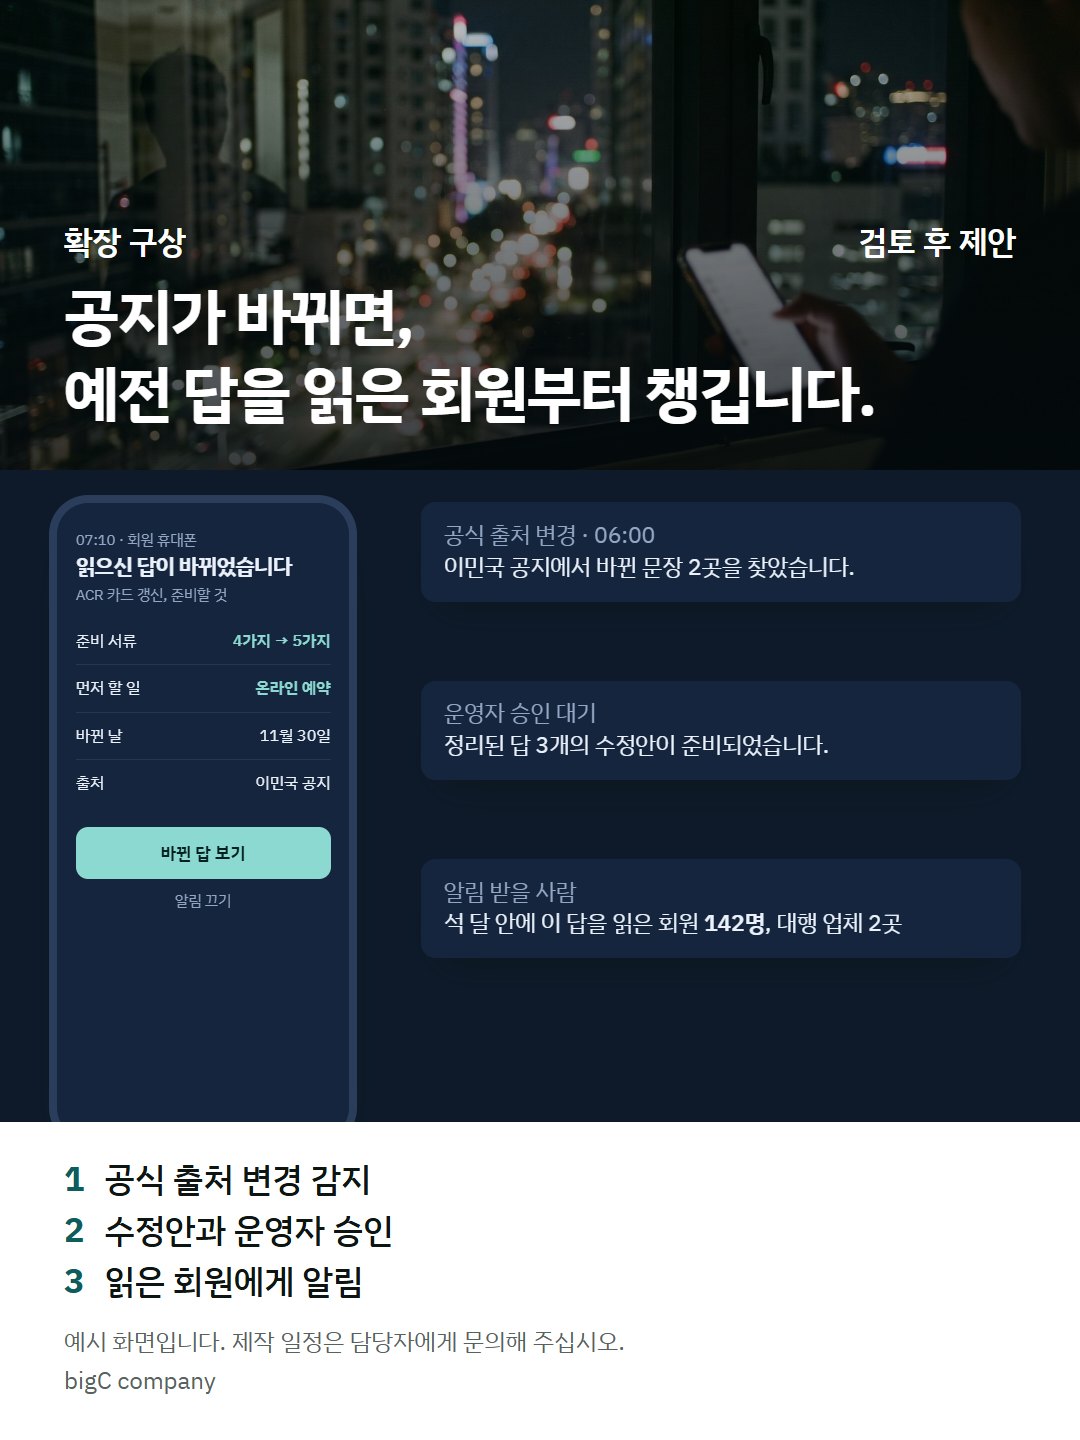 확장 구상
검토 후 제안
공지가 바뀌면,
예전 답을 읽은 회원부터 챙깁니다.
07:10 · 회원 휴대폰
읽으신 답이 바뀌었습니다
ACR 카드 갱신, 준비할 것
준비 서류 4가지 → 5가지
먼저 할 일 온라인 예약
바뀐 날 11월 30일
출처 이민국 공지
바뀐 답 보기
알림 끄기
공식 출처 변경 · 06:00
이민국 공지에서 바뀐 문장 2곳을 찾았습니다.
운영자 승인 대기
정리된 답 3개의 수정안이 준비되었습니다.
알림 받을 사람
석 달 안에 이 답을 읽은 회원 142명, 대행 업체 2곳
1 공식 출처 변경 감지
2 수정안과 운영자 승인
3 읽은 회원에게 알림
예시 화면입니다. 제작 일정은 담당자에게 문의해 주십시오.
bigC company